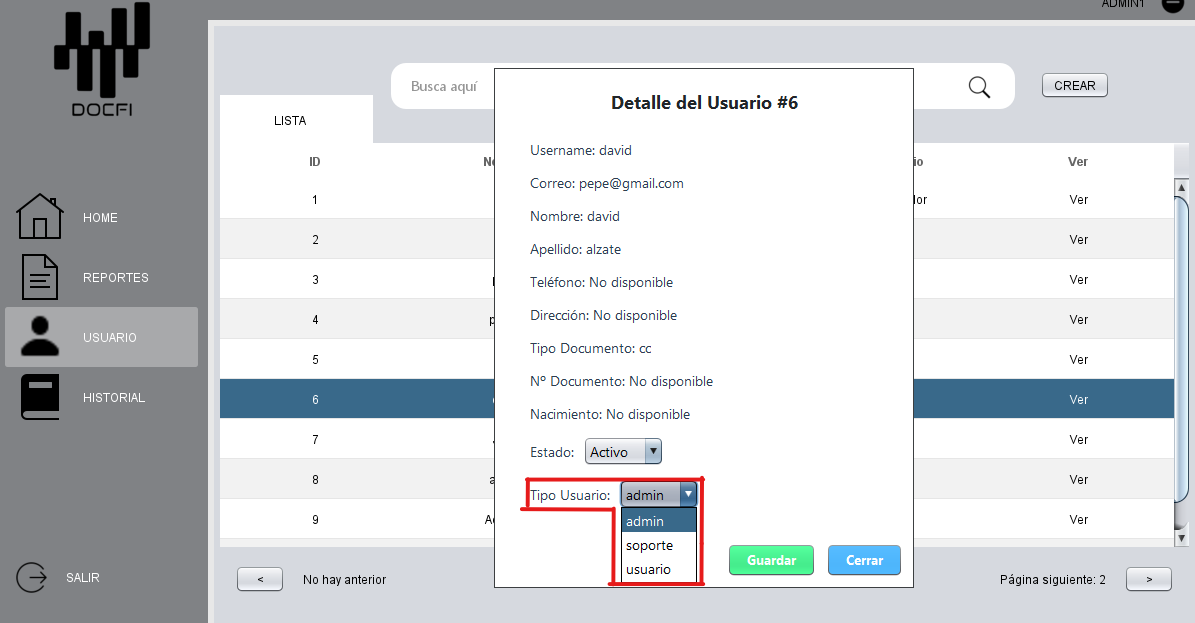 ADMIN1
DOCFI
Busca aquí
CREAR
LISTA
ID
Ver
1
Ver
2
Ver
3
Ver
4
Ver
5
Ver
6
Ver
7
Ver
8
Ver
9
Ver
HOME
REPORTES
USUARIO
HISTORIAL
SALIR
Detalle del Usuario #6
Username: david
Correo: pepe@gmail.com
Nombre: david
Apellido: alzate
Teléfono: No disponible
Dirección: No disponible
Tipo Documento: cc
Nº Documento: No disponible
Nacimiento: No disponible
Estado: Activo
Tipo Usuario: admin
admin
soporte
usuario
Guardar Cerrar
< No hay anterior
Página siguiente: 2 >